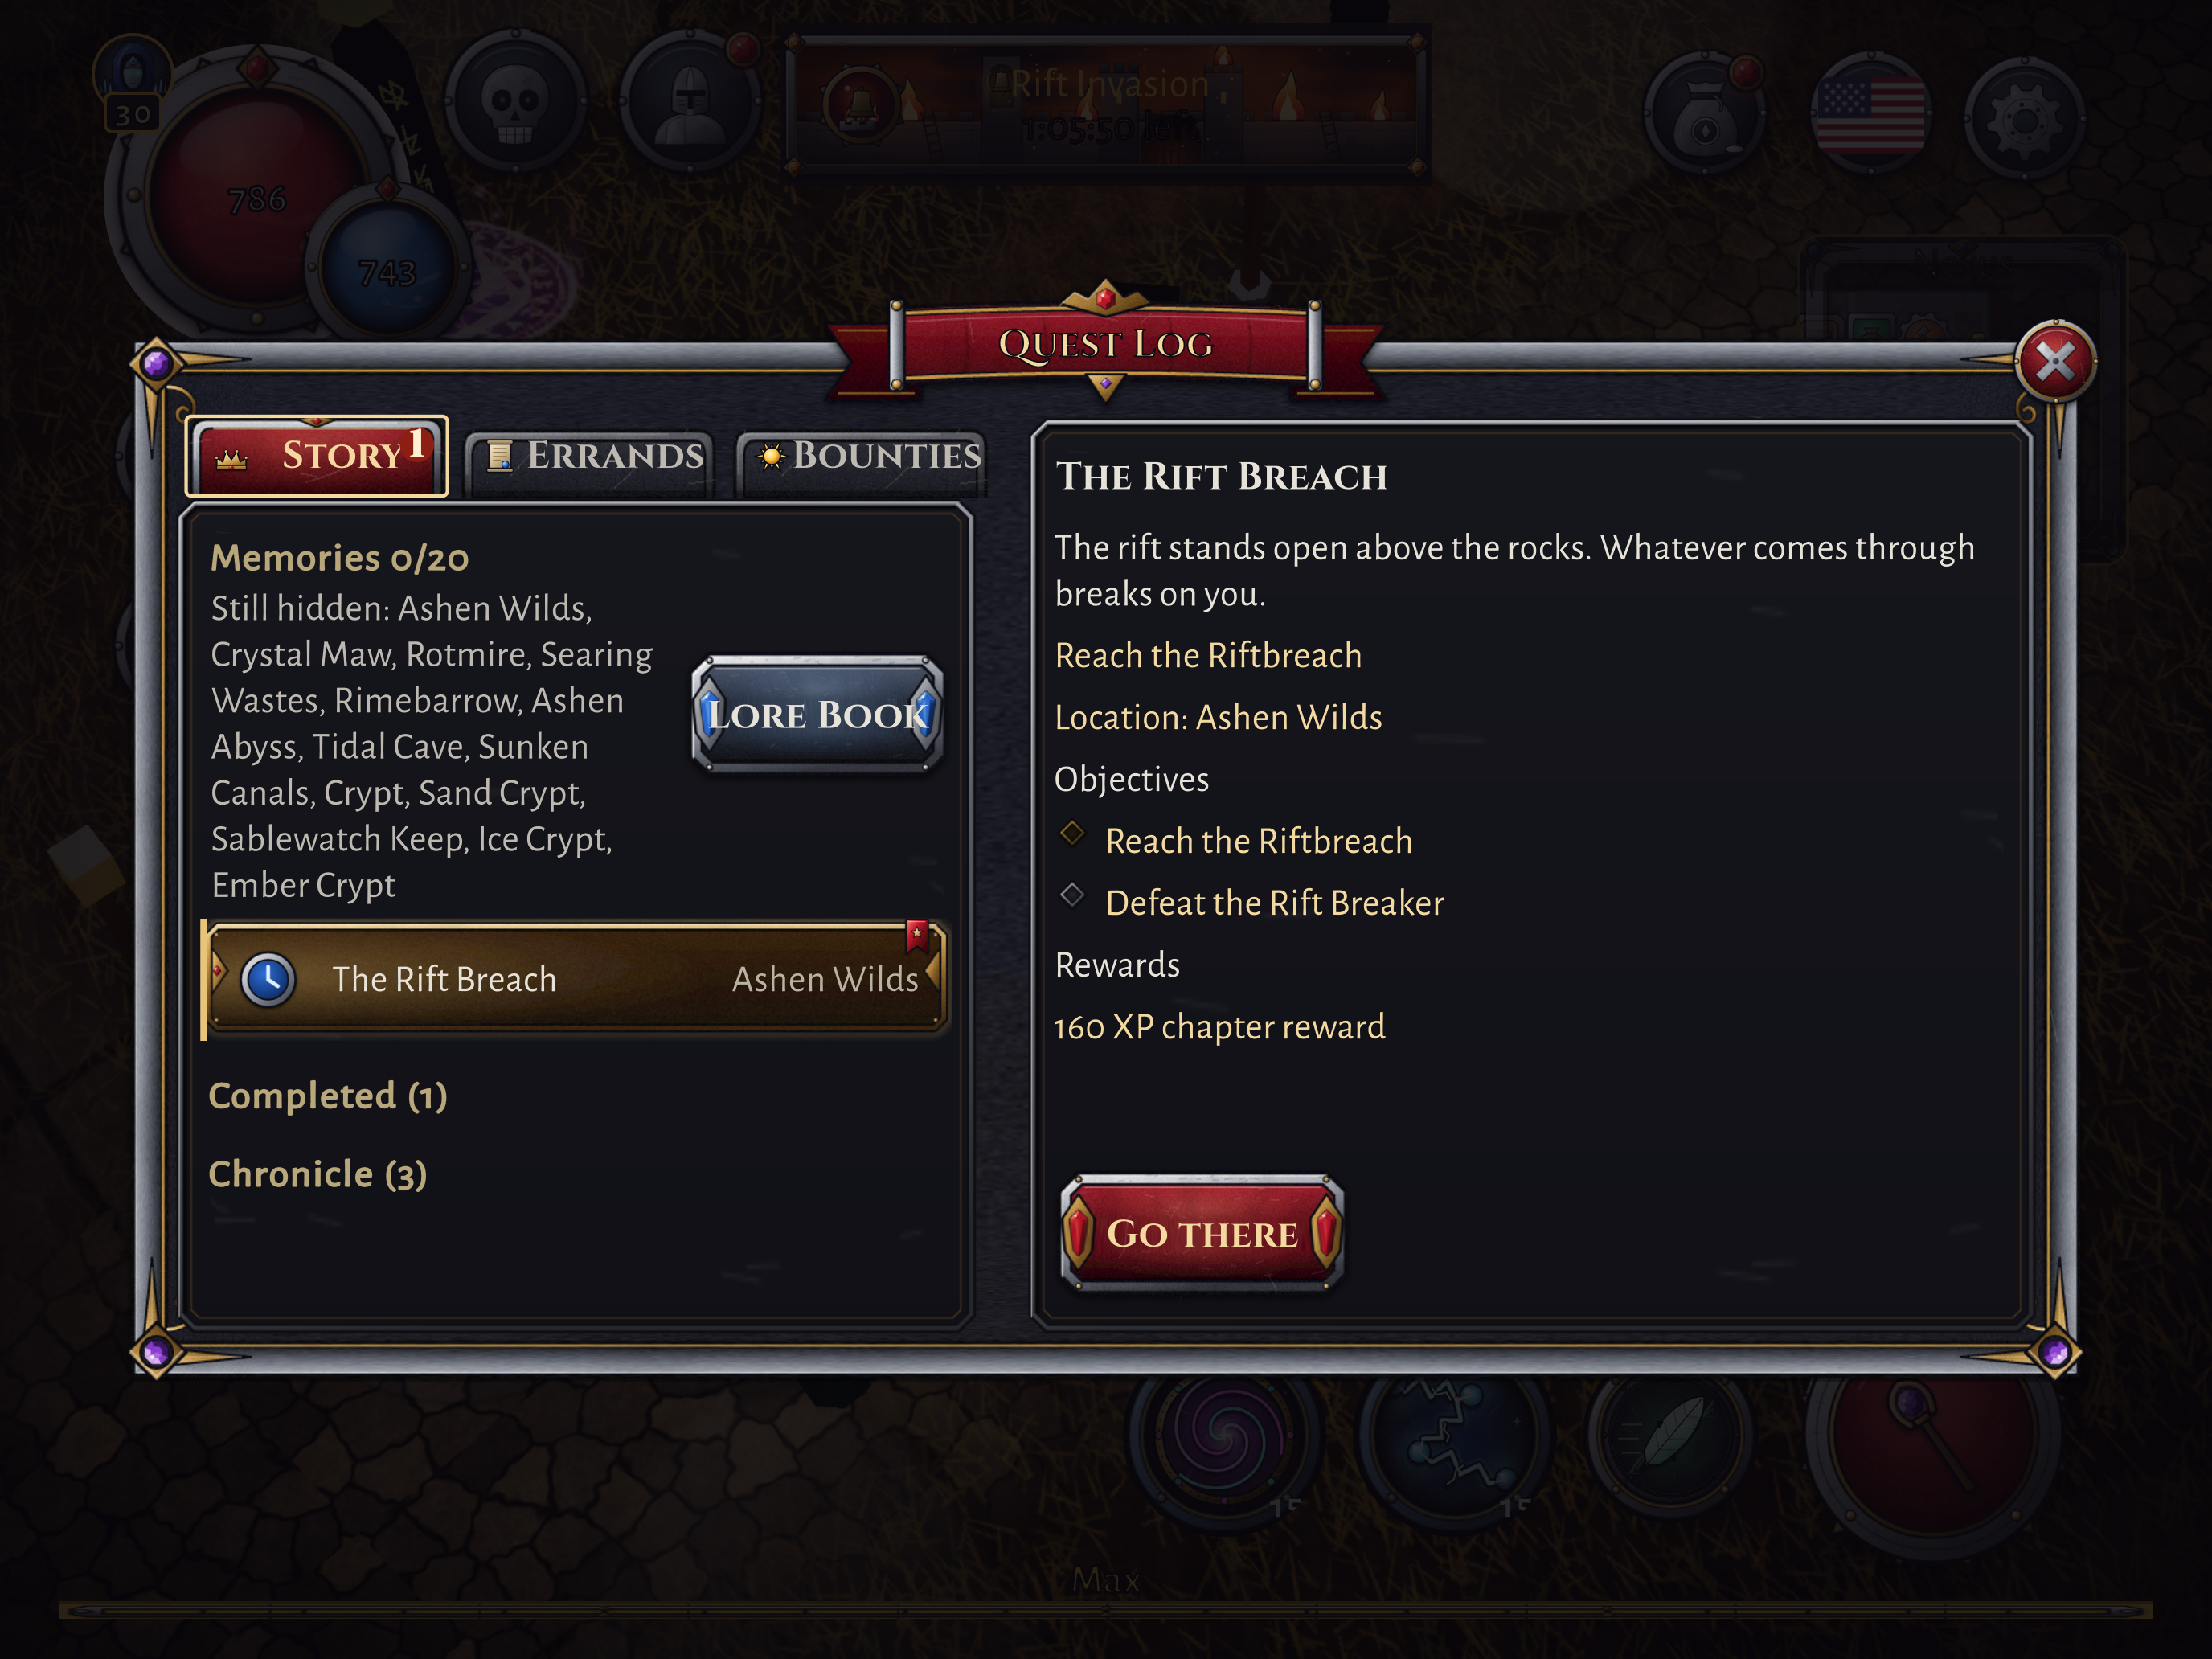 30
786
743
Rift Invasion
1:05:50 left
Quest Log
Story 1
Errands
Bounties
Memories 0/20
Still hidden: Ashen Wilds,
Crystal Maw, Rotmire, Searing
Wastes, Rimebarrow, Ashen
Abyss, Tidal Cave, Sunken
Canals, Crypt, Sand Crypt,
Sablewatch Keep, Ice Crypt,
Ember Crypt
Lore Book
The Rift Breach
Ashen Wilds
Completed (1)
Chronicle (3)
The Rift Breach
The rift stands open above the rocks. Whatever comes through
breaks on you.
Reach the Riftbreach
Location: Ashen Wilds
Objectives
Reach the Riftbreach
Defeat the Rift Breaker
Rewards
160 XP chapter reward
Go there
Max